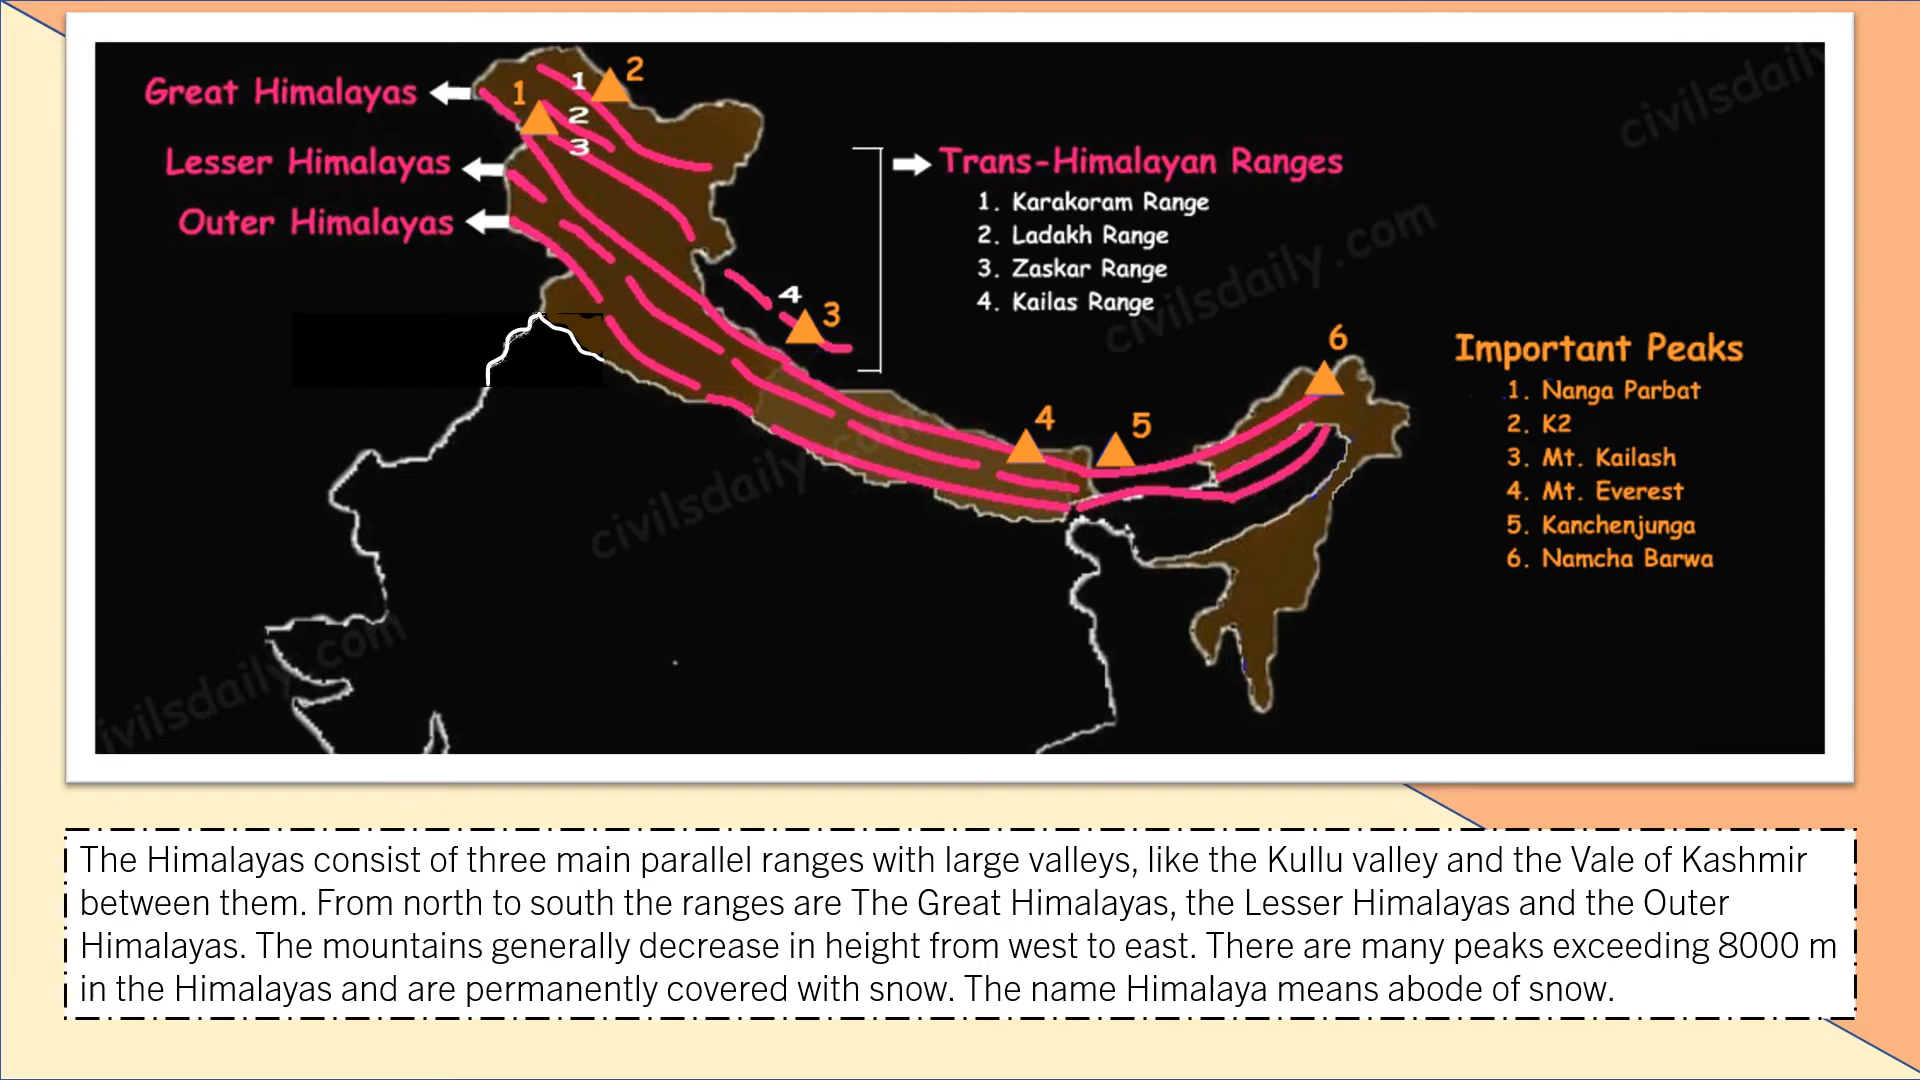 Great Himalayas
Lesser Himalayas
Outer Himalayas
1
2
1
2
3
4
3
4
5
6
Trans-Himalayan Ranges
1. Karakoram Range
2. Ladakh Range
3. Zaskar Range
4. Kailas Range
Important Peaks
1. Nanga Parbat
2. K2
3. Mt. Kailash
4. Mt. Everest
5. Kanchenjunga
6. Namcha Barwa
civilsdaily
civilsdaily.com
civilsdaily.com
civilsdaily.com
The Himalayas consist of three main parallel ranges with large valleys, like the Kullu valley and the Vale of Kashmir
between them. From north to south the ranges are The Great Himalayas, the Lesser Himalayas and the Outer
Himalayas. The mountains generally decrease in height from west to east. There are many peaks exceeding 8000 m
in the Himalayas and are permanently covered with snow. The name Himalaya means abode of snow.